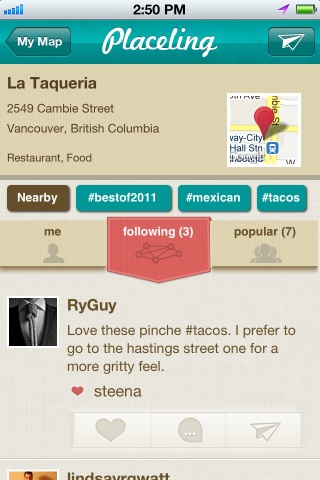 2:50 PM
My Map
Placeling
La Taqueria
2549 Cambie Street
Vancouver, British Columbia
Restaurant, Food
way-City
Hall Stn
Nearby
#bestof2011
#mexican
#tacos
me
following (3)
popular (7)
RyGuy
Love these pinche #tacos. I prefer to
go to the hastings street one for a
more gritty feel.
steena
lindsayrgwatt